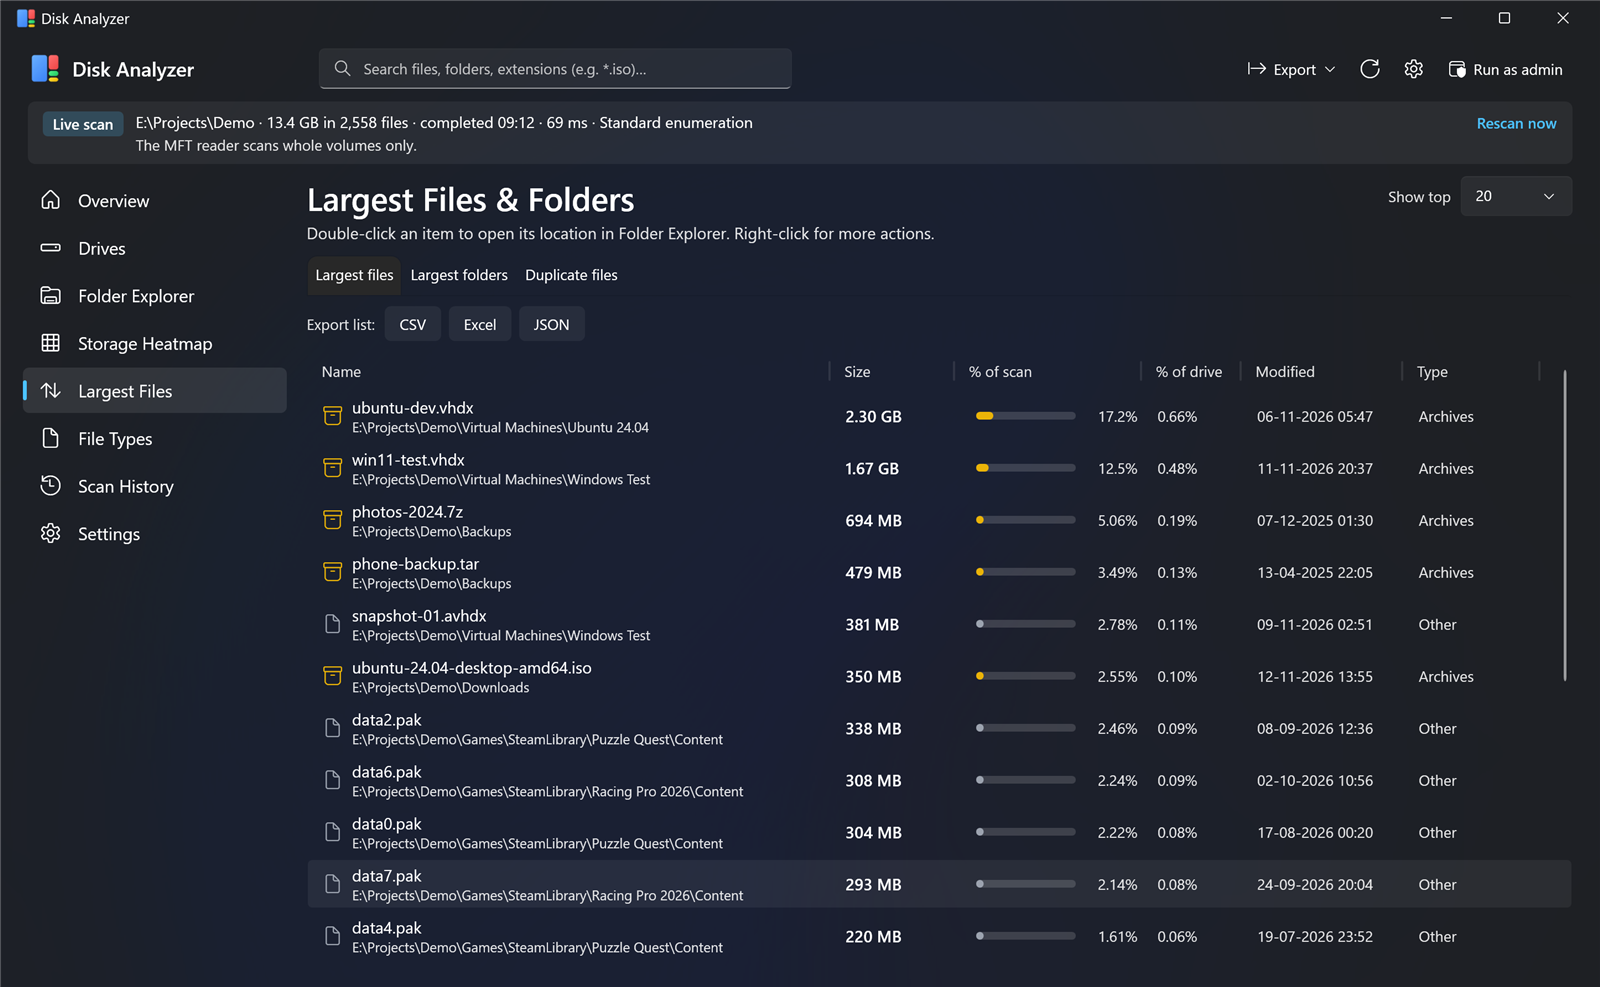 Disk Analyzer
Disk Analyzer
Search files, folders, extensions (e.g. *.iso)...
Export
Run as admin
Live scan
E:\Projects\Demo · 13.4 GB in 2,558 files · completed 09:12 · 69 ms · Standard enumeration
The MFT reader scans whole volumes only.
Rescan now
Overview
Drives
Folder Explorer
Storage Heatmap
Largest Files
File Types
Scan History
Settings
Largest Files & Folders
Show top 20
Double-click an item to open its location in Folder Explorer. Right-click for more actions.
Largest files Largest folders Duplicate files
Export list: CSV Excel JSON
Name Size % of scan % of drive Modified Type
ubuntu-dev.vhdx
E:\Projects\Demo\Virtual Machines\Ubuntu 24.04
2.30 GB 17.2% 0.66% 06-11-2026 05:47 Archives
win11-test.vhdx
E:\Projects\Demo\Virtual Machines\Windows Test
1.67 GB 12.5% 0.48% 11-11-2026 20:37 Archives
photos-2024.7z
E:\Projects\Demo\Backups
694 MB 5.06% 0.19% 07-12-2025 01:30 Archives
phone-backup.tar
E:\Projects\Demo\Backups
479 MB 3.49% 0.13% 13-04-2025 22:05 Archives
snapshot-01.avhdx
E:\Projects\Demo\Virtual Machines\Windows Test
381 MB 2.78% 0.11% 09-11-2026 02:51 Other
ubuntu-24.04-desktop-amd64.iso
E:\Projects\Demo\Downloads
350 MB 2.55% 0.10% 12-11-2026 13:55 Archives
data2.pak
E:\Projects\Demo\Games\SteamLibrary\Puzzle Quest\Content
338 MB 2.46% 0.09% 08-09-2026 12:36 Other
data6.pak
E:\Projects\Demo\Games\SteamLibrary\Racing Pro 2026\Content
308 MB 2.24% 0.09% 02-10-2026 10:56 Other
data0.pak
E:\Projects\Demo\Games\SteamLibrary\Puzzle Quest\Content
304 MB 2.22% 0.08% 17-08-2026 00:20 Other
data7.pak
E:\Projects\Demo\Games\SteamLibrary\Racing Pro 2026\Content
293 MB 2.14% 0.08% 24-09-2026 20:04 Other
data4.pak
E:\Projects\Demo\Games\SteamLibrary\Puzzle Quest\Content
220 MB 1.61% 0.06% 19-07-2026 23:52 Other